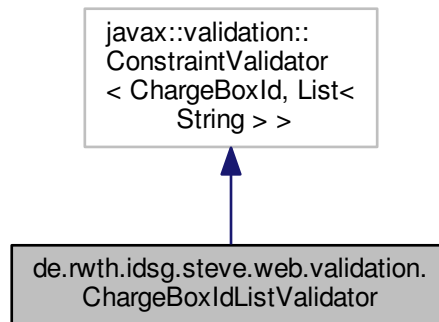 javax::validation::
ConstraintValidator
< ChargeBoxId, List<
String > >
de.rwth.idsg.steve.web.validation.
ChargeBoxIdListValidator